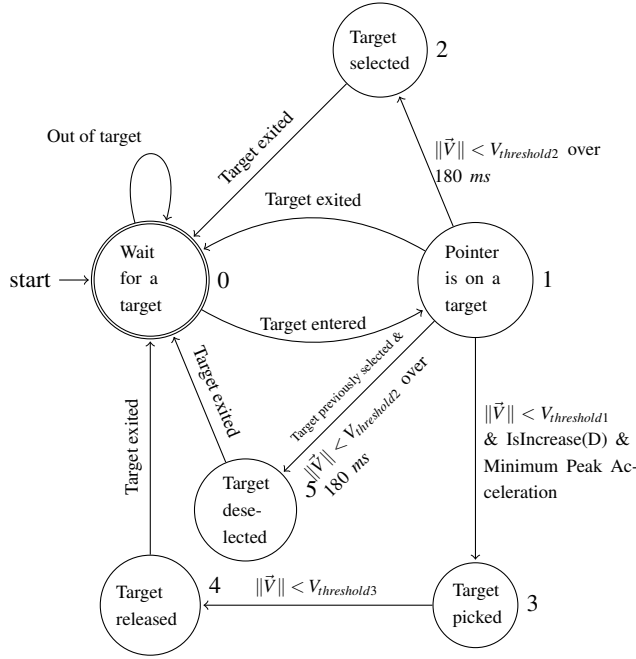 Target
selected
2
Out of target
Target exited
‖V⃗‖ < V_threshold2 over
180 ms
Target exited
start
Wait
for a
target
0
Pointer
is on a
target
1
Target entered
Target exited
Target previously selected &
‖V⃗‖ < V_threshold2 over
180 ms
Target exited
‖V⃗‖ < V_threshold1
& IsIncrease(D) &
Minimum Peak Ac-
celeration
Target
dese-
lected
5
Target
released
4
‖V⃗‖ < V_threshold3
Target
picked
3